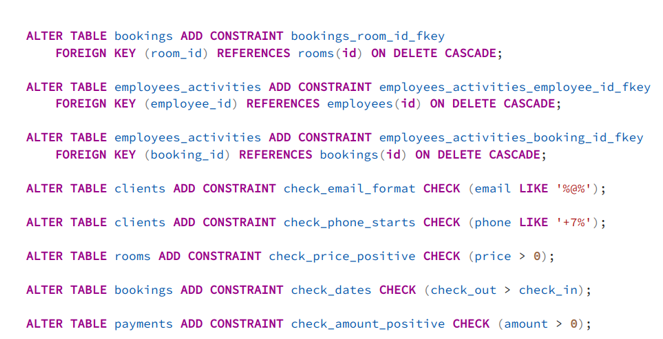 ALTER TABLE bookings ADD CONSTRAINT bookings_room_id_fkey
FOREIGN KEY (room_id) REFERENCES rooms(id) ON DELETE CASCADE;
ALTER TABLE employees_activities ADD CONSTRAINT employees_activities_employee_id_fkey
FOREIGN KEY (employee_id) REFERENCES employees(id) ON DELETE CASCADE;
ALTER TABLE employees_activities ADD CONSTRAINT employees_activities_booking_id_fkey
FOREIGN KEY (booking_id) REFERENCES bookings(id) ON DELETE CASCADE;
ALTER TABLE clients ADD CONSTRAINT check_email_format CHECK (email LIKE '%@%');
ALTER TABLE clients ADD CONSTRAINT check_phone_starts CHECK (phone LIKE '+7%');
ALTER TABLE rooms ADD CONSTRAINT check_price_positive CHECK (price > 0);
ALTER TABLE bookings ADD CONSTRAINT check_dates CHECK (check_out > check_in);
ALTER TABLE payments ADD CONSTRAINT check_amount_positive CHECK (amount > 0);